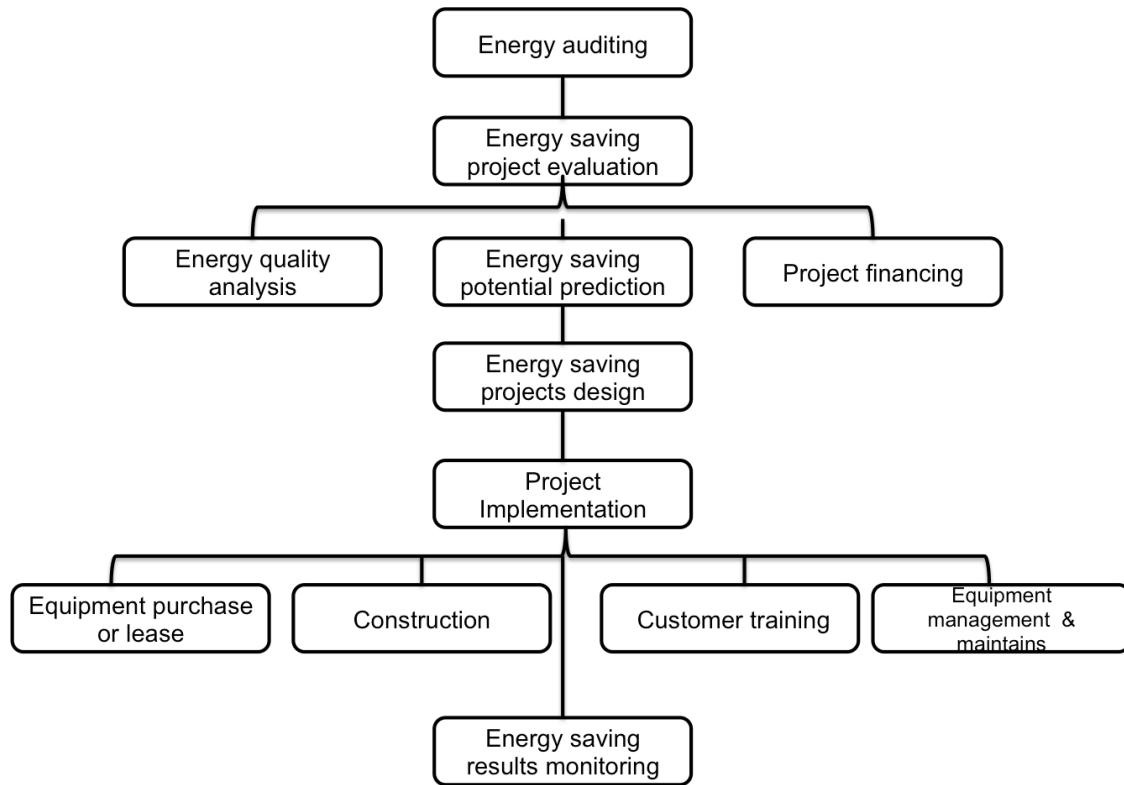 Energy auditing
Energy saving
project evaluation
Energy quality
analysis
Energy saving
potential prediction
Project financing
Energy saving
projects design
Project
Implementation
Equipment purchase
or lease
Construction
Customer training
Equipment
management & 
maintains
Energy saving
results monitoring